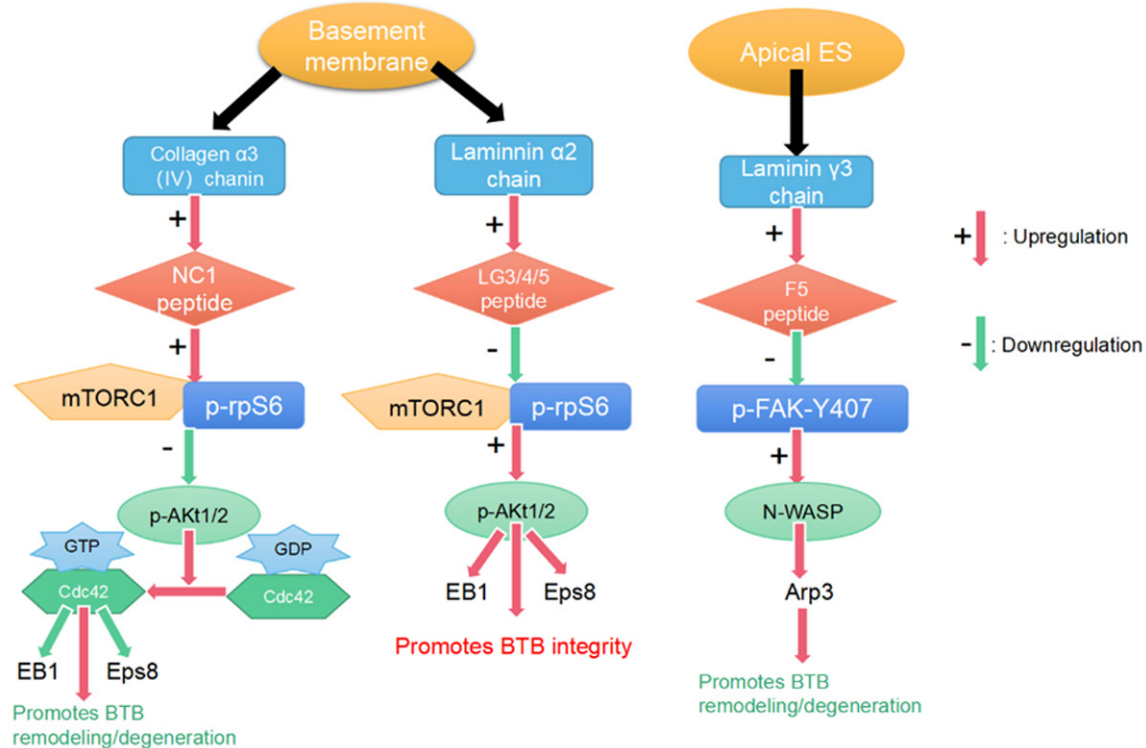 Basement
membrane
Apical ES
Collagen α3
(IV) chanin
Laminnin α2
chain
Laminin γ3
chain
+
+
+
+ : Upregulation
NC1
peptide
LG3/4/5
peptide
F5
peptide
+
-
-
- : Downregulation
mTORC1
p-rpS6
mTORC1
p-rpS6
p-FAK-Y407
-
+
+
p-AKt1/2
p-AKt1/2
N-WASP
GTP
GDP
Cdc42
Cdc42
EB1
Eps8
Arp3
Promotes BTB integrity
EB1
Eps8
Promotes BTB
remodeling/degeneration
Promotes BTB
remodeling/degeneration